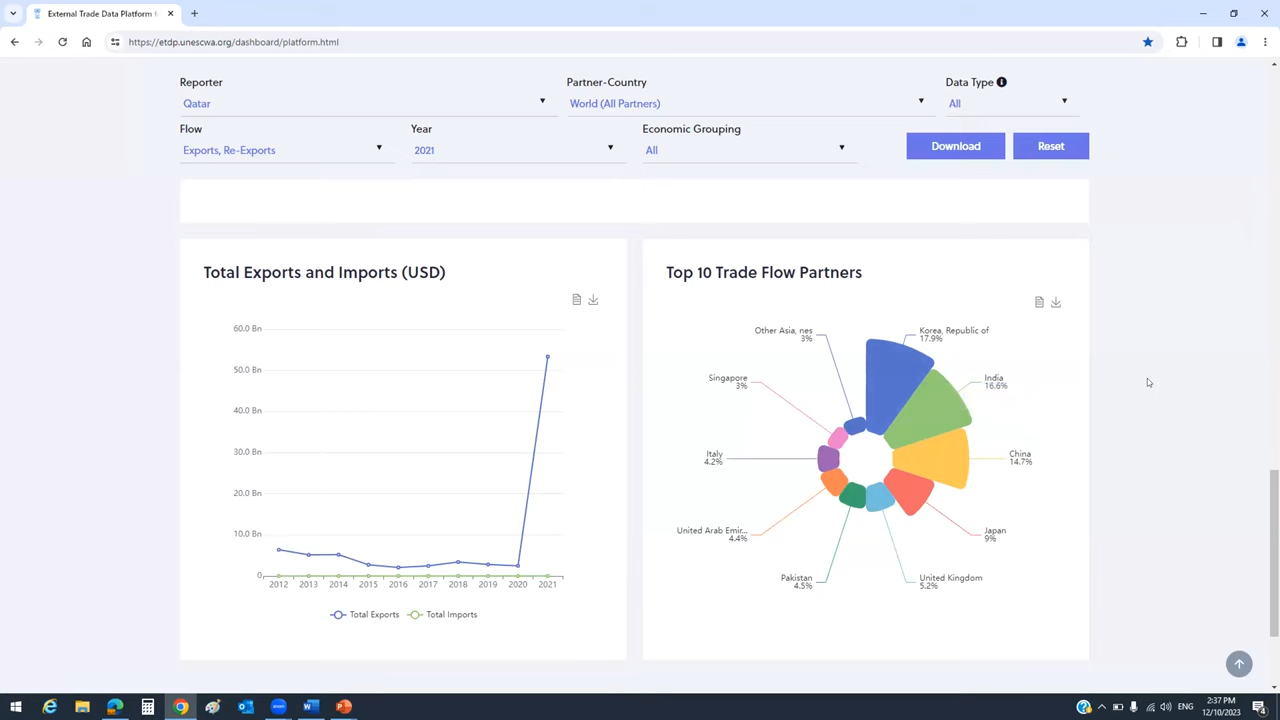 External Trade Data Platform
https://etdp.unescwa.org/dashboard/platform.html
Reporter
Partner-Country
Data Type
Qatar
World (All Partners)
All
Flow
Year
Economic Grouping
Exports, Re-Exports
2021
All
Download
Reset
Total Exports and Imports (USD)
60.0 Bn
50.0 Bn
40.0 Bn
30.0 Bn
20.0 Bn
10.0 Bn
0
2012 2013 2014 2015 2016 2017 2018 2019 2020 2021
Total Exports
Total Imports
Top 10 Trade Flow Partners
Other Asia, nes
3%
Korea, Republic of
17.9%
Singapore
3%
India
16.6%
Italy
4.2%
China
14.7%
United Arab Emir...
4.4%
Japan
9%
Pakistan
4.5%
United Kingdom
5.2%
ENG
2:37 PM
12/10/2023